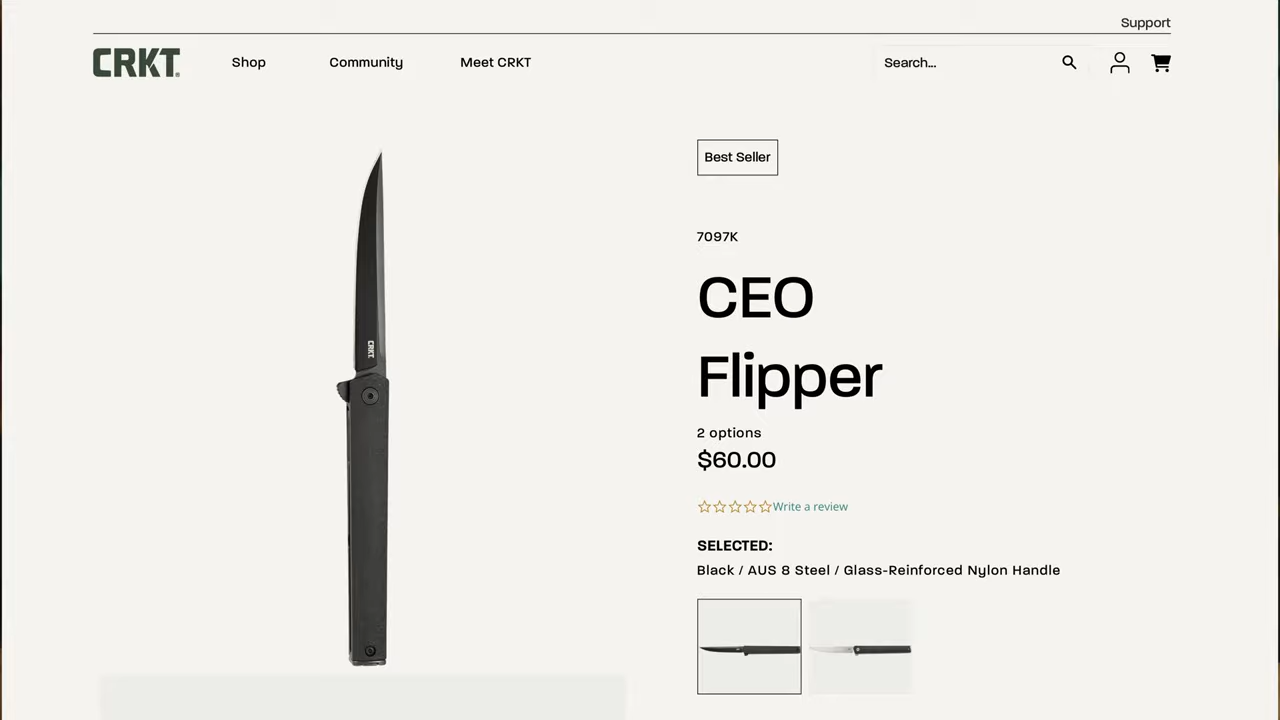 Support
CRKT
Shop Community Meet CRKT Search...
Best Seller
7097K
CEO
Flipper
2 options
$60.00
Write a review
SELECTED:
Black / AUS 8 Steel / Glass-Reinforced Nylon Handle
CRKT